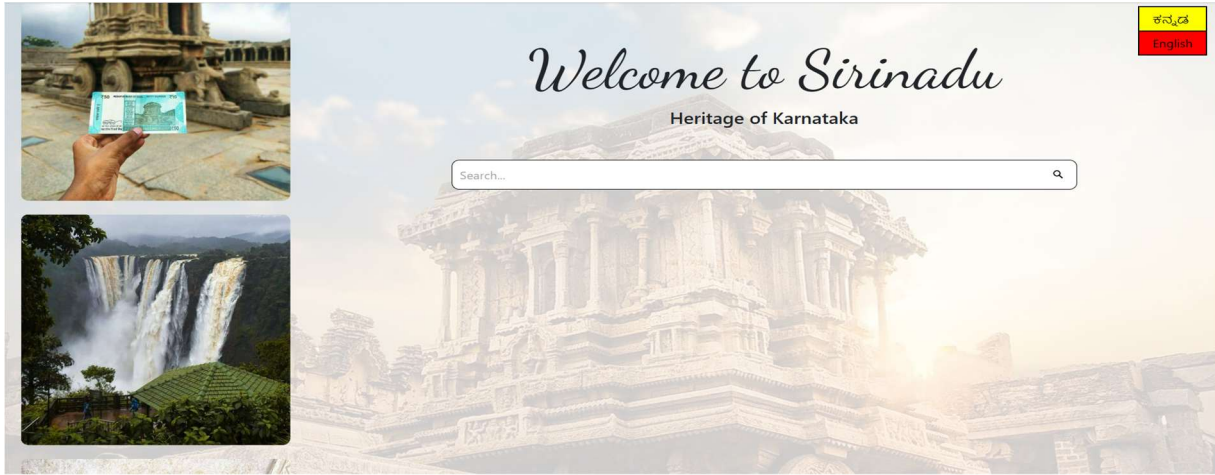 ಕನ್ನಡ
English
Welcome to Sirinadu
Heritage of Karnataka
Search...